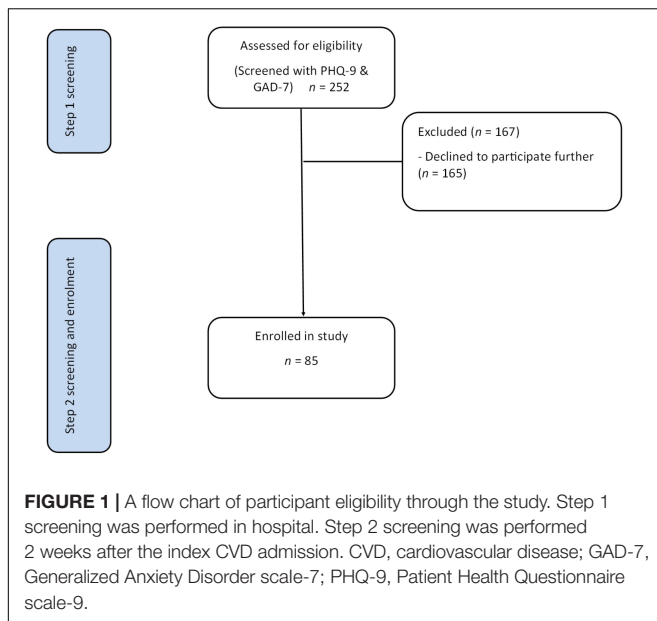 Step 1 screening
Assessed for eligibility
(Screened with PHQ-9 &
GAD-7) n = 252
Excluded (n = 167)
- Declined to participate further
(n = 165)
Step 2 screening and enrolment
Enrolled in study
n = 85
FIGURE 1 | A flow chart of participant eligibility through the study. Step 1
screening was performed in hospital. Step 2 screening was performed
2 weeks after the index CVD admission. CVD, cardiovascular disease; GAD-7,
Generalized Anxiety Disorder scale-7; PHQ-9, Patient Health Questionnaire
scale-9.